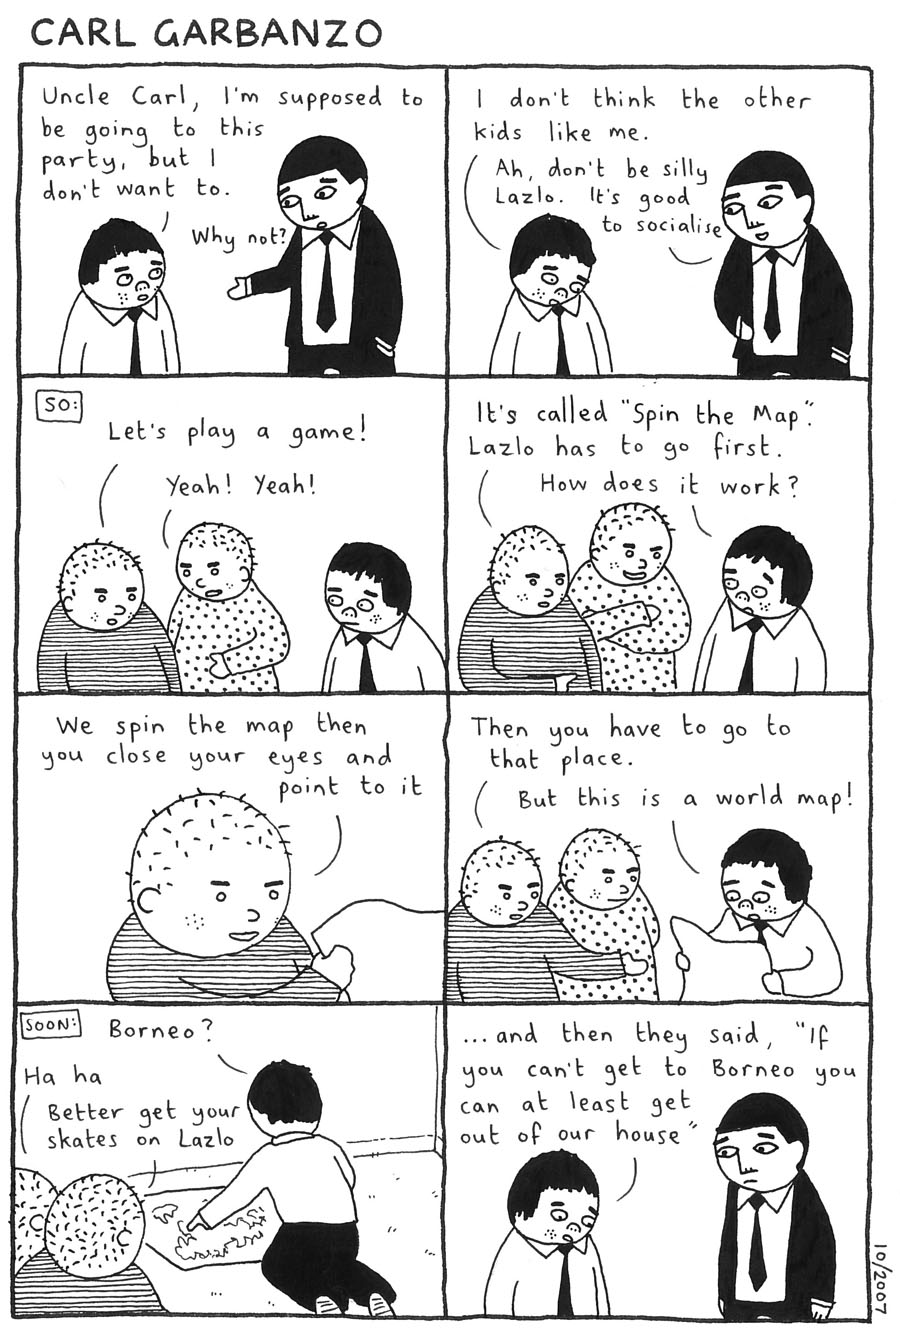 CARL GARBANZO
Uncle Carl, I'm supposed to
be going to this
party, but I
don't want to.
Why not?
I don't think the other
kids like me.
Ah, don't be silly
Lazlo. It's good
to socialise
SO:
Let's play a game!
Yeah! Yeah!
It's called "Spin the Map".
Lazlo has to go first.
How does it work?
We spin the map then
you close your eyes and
point to it
Then you have to go to
that place.
But this is a world map!
SOON:
Borneo?
Ha ha
Better get your
skates on Lazlo
...and then they said, "If
you can't get to Borneo you
can at least get
out of our house"
10/2007